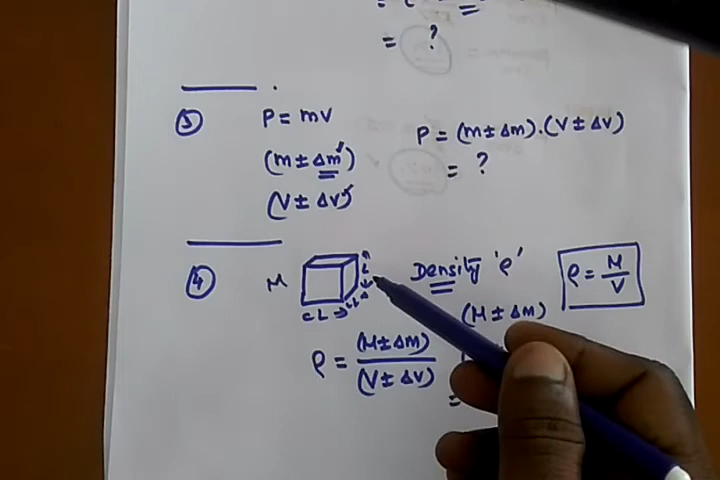 = ?
③ P = mv
(m ± Δm)
(v ± Δv)
P = (m ± Δm).(v ± Δv)
= ?
④ M
L
L
L
Density 'ρ'
ρ = M/V
(M ± Δm)
ρ = (M ± Δm)/(V ± Δv)
=